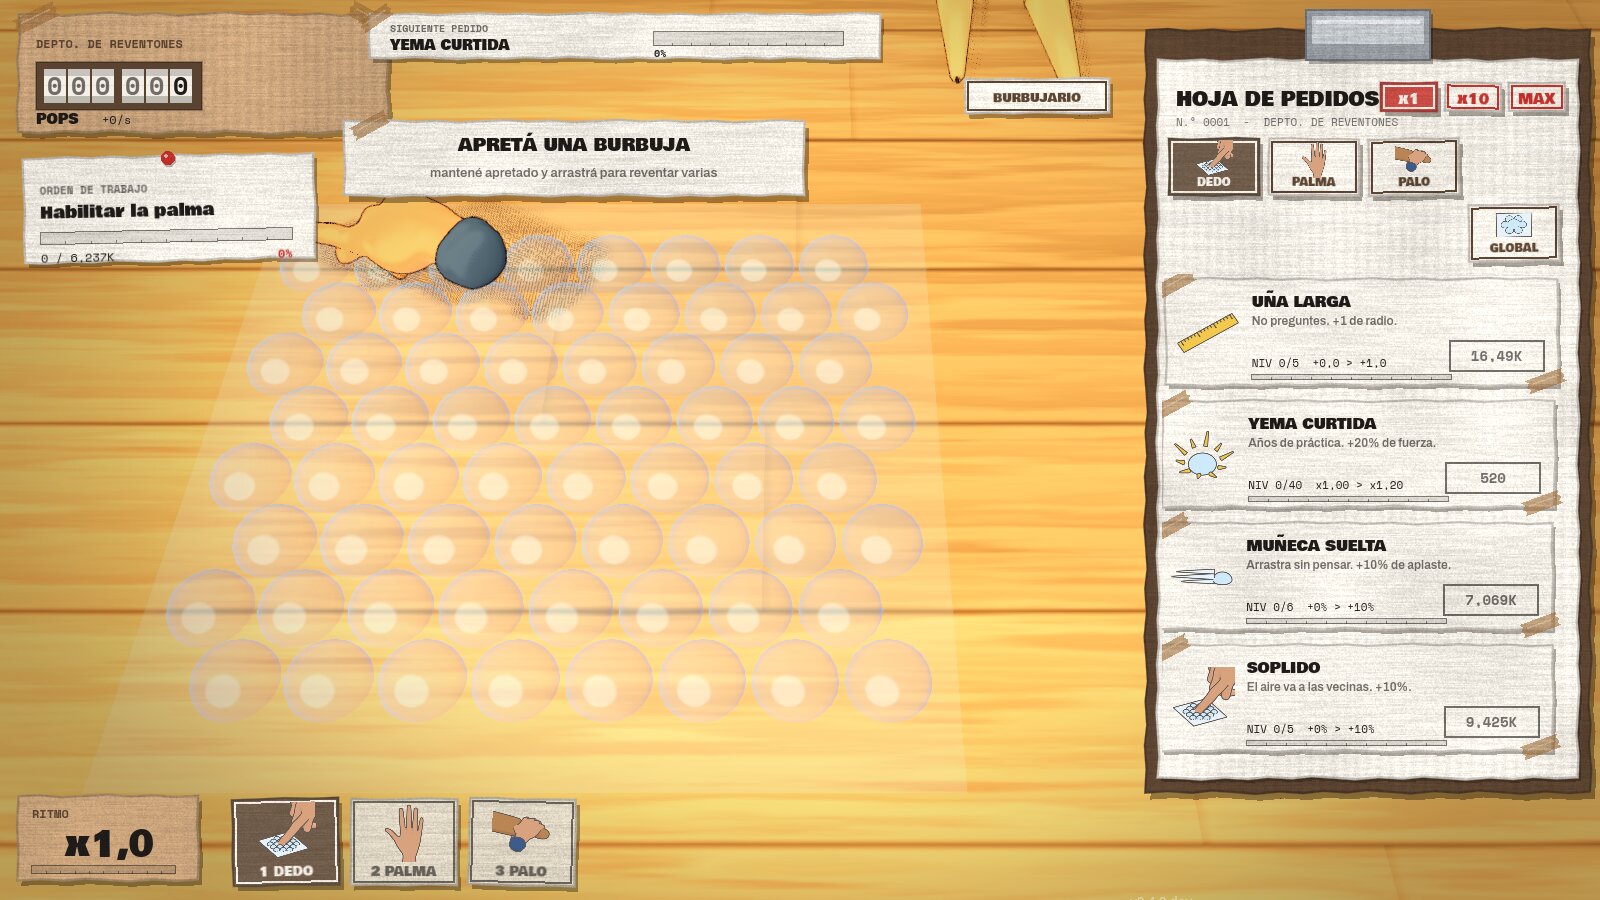 DEPTO. DE REVENTONES
000000
POPS +0/s
SIGUIENTE PEDIDO
YEMA CURTIDA
0%
BURBUJARIO
APRETÁ UNA BURBUJA
mantené apretado y arrastrá para reventar varias
ORDEN DE TRABAJO
Habilitar la palma
0 / 6,237K 0%
HOJA DE PEDIDOS x1 x10 MAX
N.° 0001 - DEPTO. DE REVENTONES
DEDO PALMA PALO
GLOBAL
UÑA LARGA
No preguntes. +1 de radio.
NIV 0/5 +0,0 > +1,0
16,49K
YEMA CURTIDA
Años de práctica. +20% de fuerza.
NIV 0/40 x1,00 > x1,20
520
MUÑECA SUELTA
Arrastra sin pensar. +10% de aplaste.
NIV 0/6 +0% > +10%
7,069K
SOPLIDO
El aire va a las vecinas. +10%.
NIV 0/5 +0% > +10%
9,425K
RITMO
x1,0
1 DEDO 2 PALMA 3 PALO